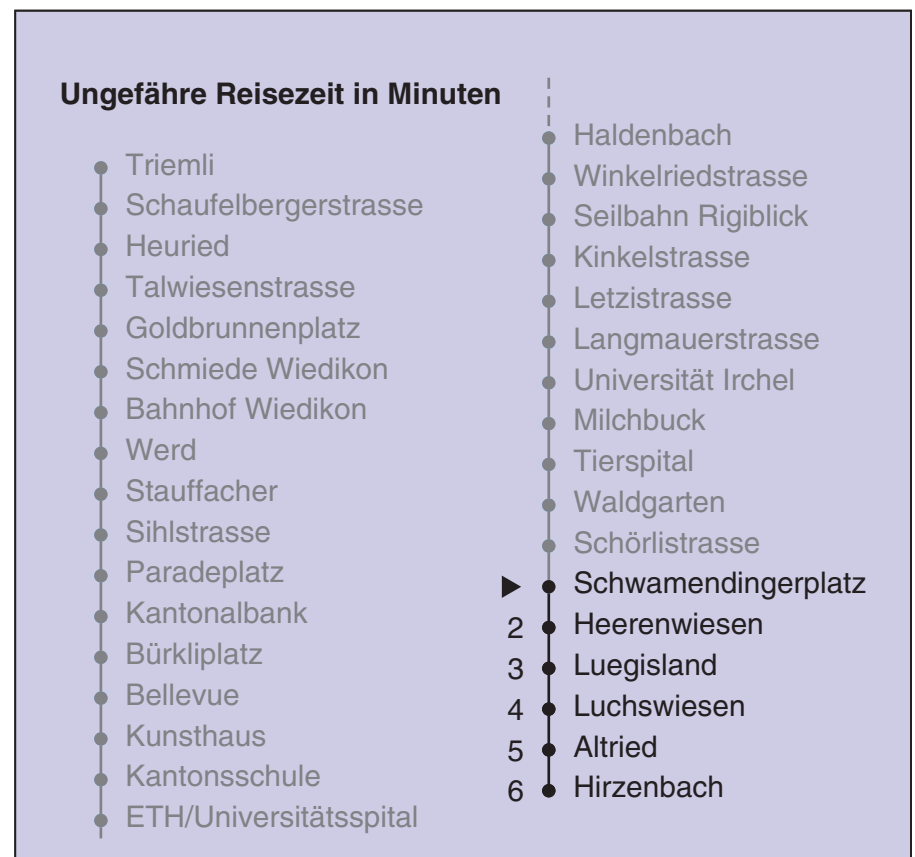 Ungefähre Reisezeit in Minuten
Triemli
Schaufelbergerstrasse
Heuried
Talwiesenstrasse
Goldbrunnenplatz
Schmiede Wiedikon
Bahnhof Wiedikon
Werd
Stauffacher
Sihlstrasse
Paradeplatz
Kantonalbank
Bürkliplatz
Bellevue
Kunsthaus
Kantonsschule
ETH/Universitätsspital
Haldenbach
Winkelriedstrasse
Seilbahn Rigiblick
Kinkelstrasse
Letzistrasse
Langmauerstrasse
Universität Irchel
Milchbuck
Tierspital
Waldgarten
Schörlistrasse
Schwamendingerplatz
2 Heerenwiesen
3 Luegisland
4 Luchswiesen
5 Altried
6 Hirzenbach